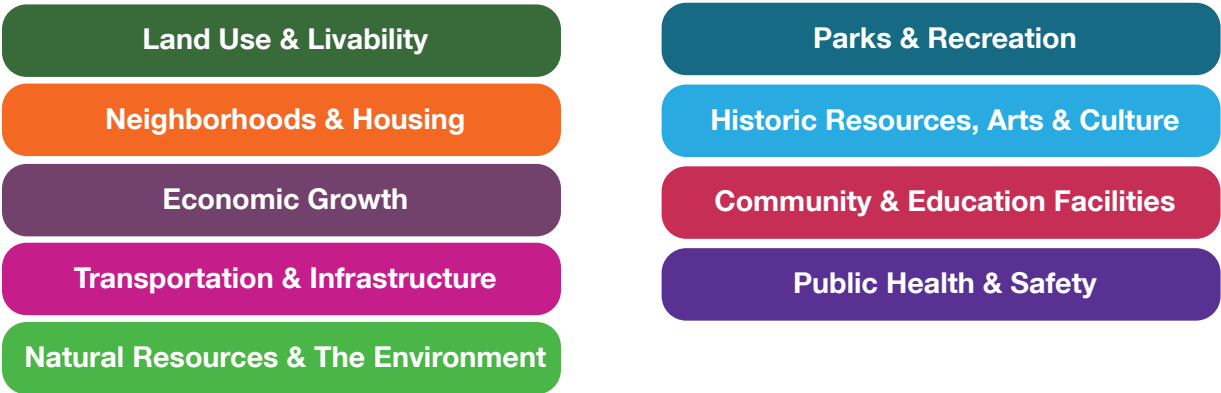 Land Use & Livability
Neighborhoods & Housing
Economic Growth
Transportation & Infrastructure
Natural Resources & The Environment
Parks & Recreation
Historic Resources, Arts & Culture
Community & Education Facilities
Public Health & Safety